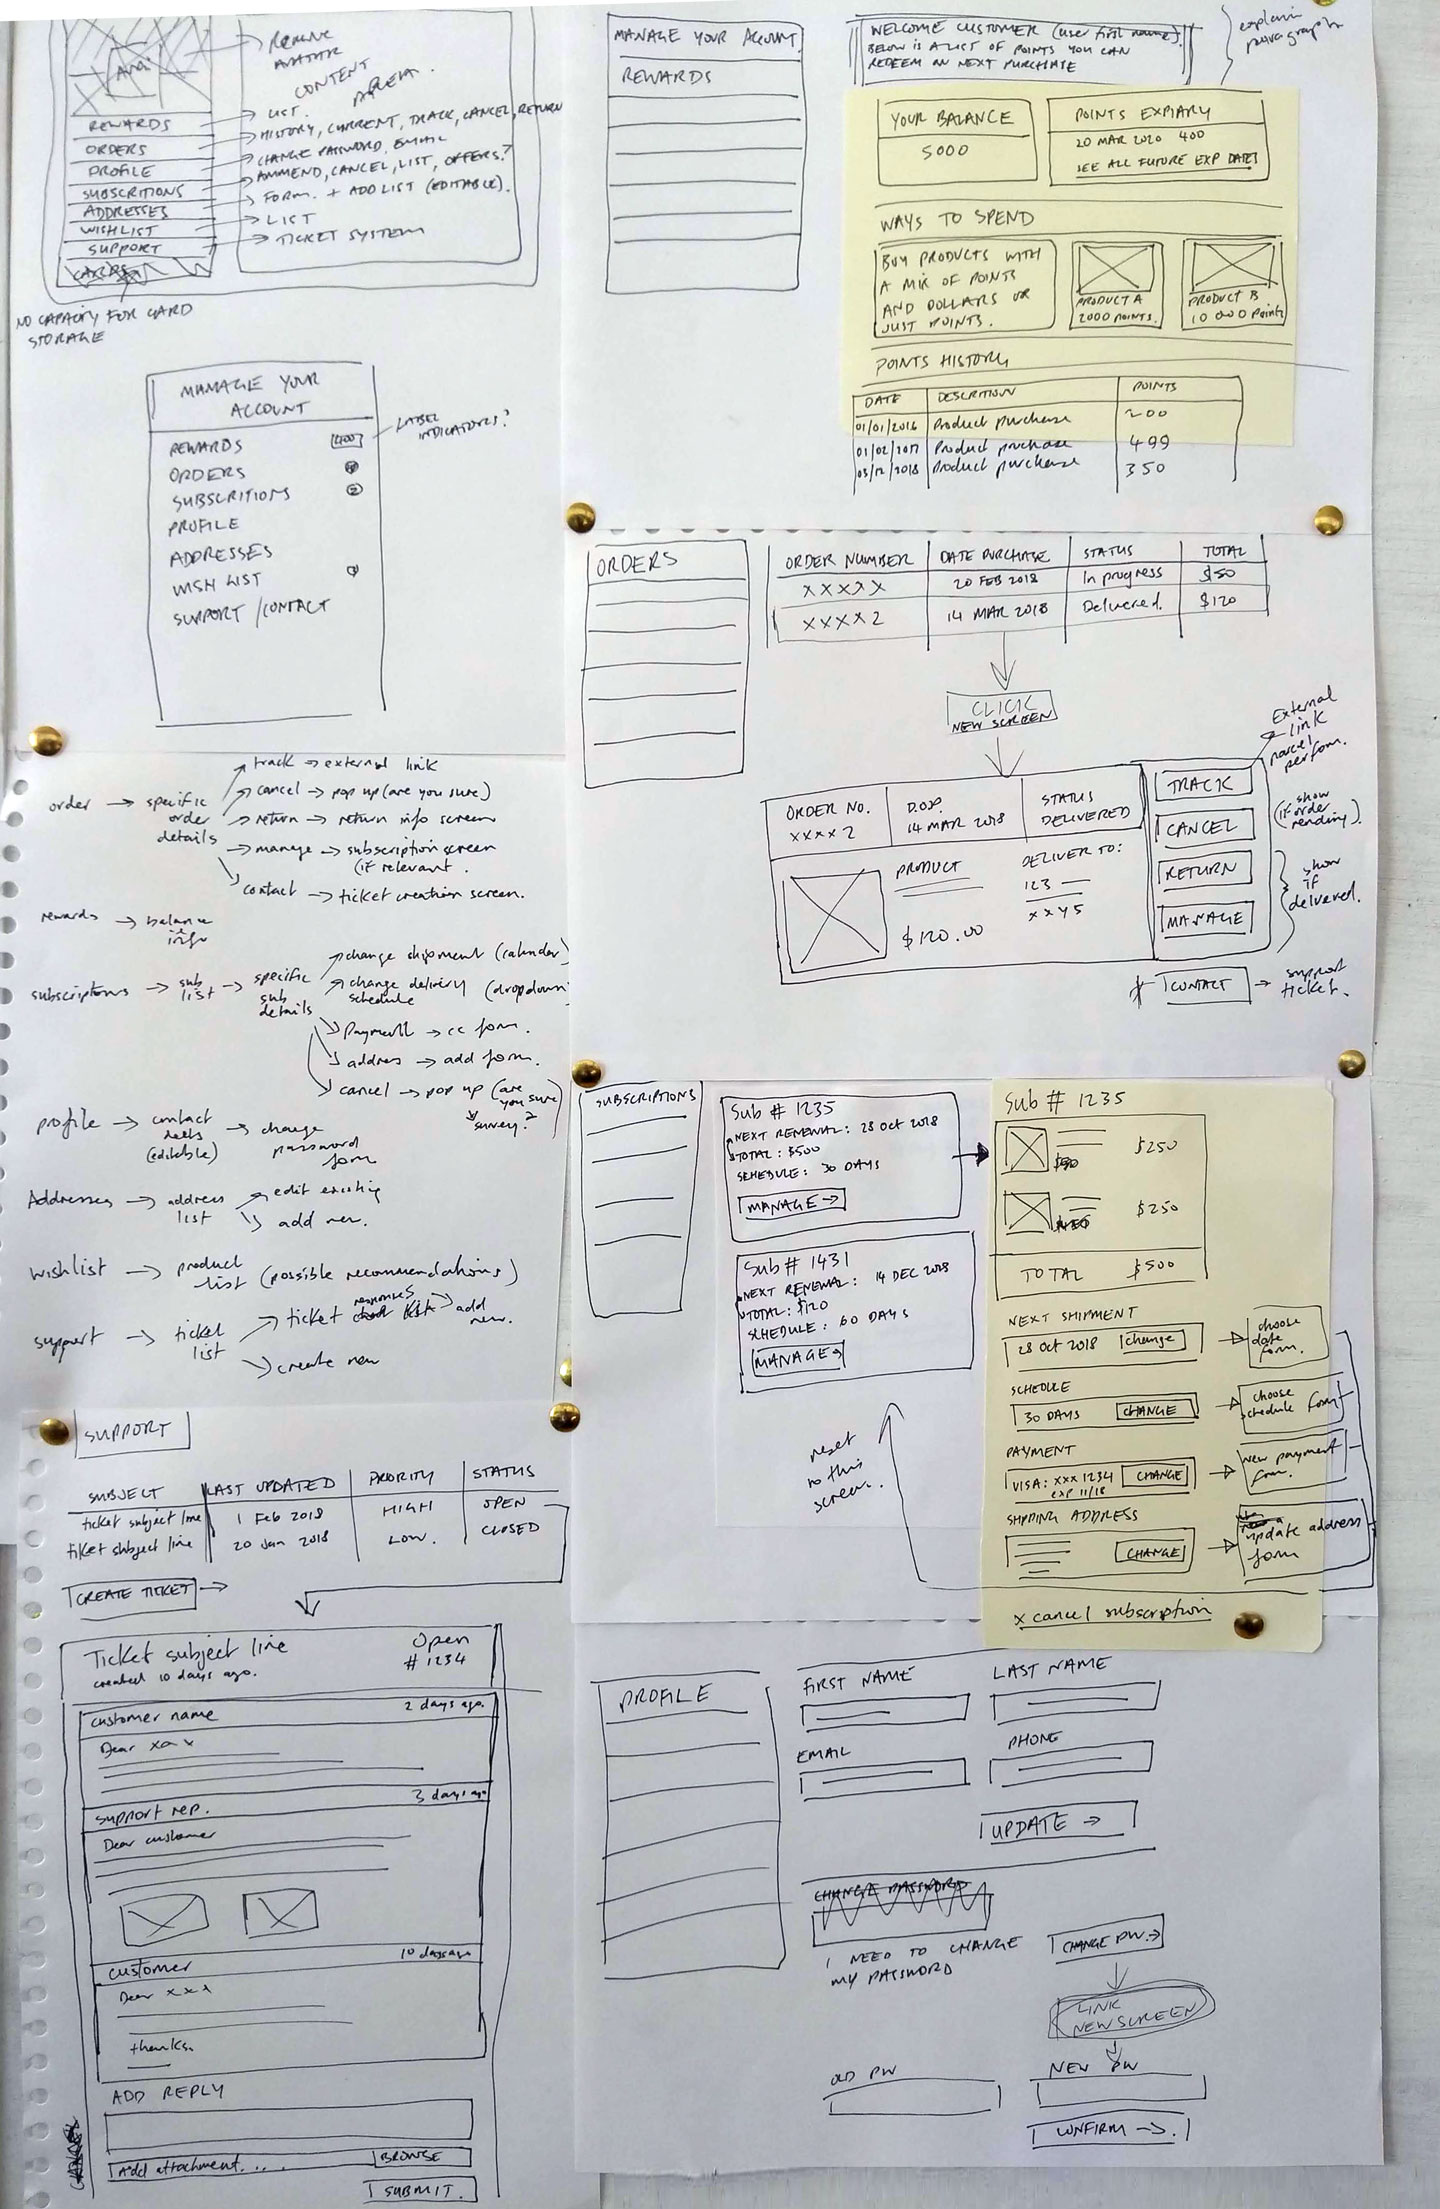 REMOVE
AVATAR
CONTENT
AREA.
REWARDS
ORDERS
PROFILE
SUBSCRITIONS
ADDRESSES
WISHLIST
SUPPORT
LIST.
HISTORY, CURRENT, TRACK, CANCEL, RETURN
CHANGE PASSWORD, EMAIL
AMMEND, CANCEL, LIST, OFFERS?
FORM. + ADD LIST (EDITABLE).
LIST
TICKET SYSTEM
NO CAPACITY FOR CARD
STORAGE
MANAGE YOUR
ACCOUNT
REWARDS 400
ORDERS
SUBSCRITIONS 2
PROFILE
ADDRESSES
WISH LIST
SUPPORT / CONTACT
LABEL
INDICATORS?
MANAGE YOUR ACCOUNT
REWARDS
WELCOME CUSTOMER (user first name).
BELOW IS A LIST OF POINTS YOU CAN
REDEEM ON NEXT PURCHASE
explain
paragraph
YOUR BALANCE
5000
POINTS EXPIARY
20 MAR 2020 400
SEE ALL FUTURE EXP DATES
WAYS TO SPEND
BUY PRODUCTS WITH
A MIX OF POINTS
AND DOLLARS OR
JUST POINTS.
PRODUCT A
2000 POINTS.
PRODUCT B
10 000 Points
POINTS HISTORY
DATE DESCRITION POINTS
01/01/2016 Product purchase 200
01/02/2017 Product purchase 499
03/12/2018 Product purchase 350
ORDERS
ORDER NUMBER DATE PURCHASE STATUS TOTAL
XXXXX 20 FEB 2018 In progress $50
XXXX2 14 MAR 2018 Delivered. $120
CLICK
NEW SCREEN
ORDER NO.
XXXX2
D.O.P.
14 MAR 2018
STATUS
DELIVERED
PRODUCT
$120.00
DELIVER TO:
123
XXY5
TRACK
CANCEL
RETURN
MANAGE
* CONTACT → support
ticket.
External
link
parcel
perform.
(show
if order
pending).
show
if
delivered.
order → specific
order
details
track → external link
cancel → pop up (are you sure)
return → return info screen
manage → subscription screen
(if relevant.
contact → ticket creation screen.
rewards → balance
info
subscriptions → sub
list → specific
sub
details
change shipment (calender)
change delivery
schedule (dropdown
payment → cc form.
address → add form.
cancel → pop up (are
you sure)
survey?
profile → contact
deets
(editable) → change
password
form
Addresses → address
list
edit existing
add new.
wishlist → product
list (possible recommendations)
support → ticket
list
ticket responses
list → add
new.
create new
SUBSCRIPTIONS
Sub # 1235
NEXT RENEWAL: 28 Oct 2018
TOTAL: $500
SCHEDULE: 30 DAYS
MANAGE →
Sub # 1431
NEXT RENEWAL: 14 DEC 2018
TOTAL: $120
SCHEDULE: 60 DAYS
MANAGE →
reset
to this
screen.
Sub # 1235
$250
$250
TOTAL $500
NEXT SHIPMENT
28 Oct 2018 change → choose
date
form.
SCHEDULE
30 DAYS CHANGE → choose
schedule form
PAYMENT
VISA: xxx 1234 CHANGE → new payment
exp 11/18 form.
SHIPPING ADDRESS
CHANGE → update address
form
x cancel subscription
SUPPORT
SUBJECT LAST UPDATED PRIORITY STATUS
ticket subject line 1 Feb 2018 HIGH OPEN
ticket subject line 20 Jan 2018 LOW. CLOSED
CREATE TICKET →
Ticket subject line Open
created 10 days ago. # 1234
customer name 2 days ago.
Dear xxx
support rep. 3 days ago
Dear customer
customer 10 days ago
Dear xxx
thanks.
ADD REPLY
Add attachment.... BROWSE
SUBMIT.
PROFILE
FIRST NAME LAST NAME
EMAIL PHONE
UPDATE →
CHANGE PASSWORD
I NEED TO CHANGE
MY PASSWORD
CHANGE PW. →
LINK
NEW SCREEN
OLD PW NEW PW
CONFIRM →.